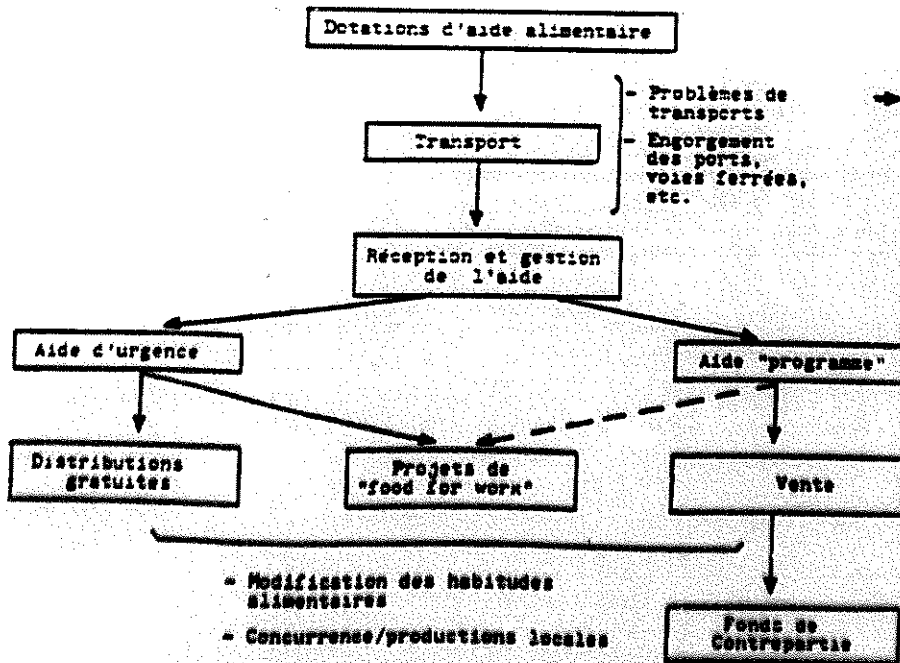 Dotations d'aide alimentaire
- Problèmes de
transports
Transport
- Engorgement
des ports,
voies ferrées,
etc.
Réception et gestion
de l'aide
Aide d'urgence
Aide "programme"
Distributions
gratuites
Projets de
"food for work"
Vente
- Modification des habitudes
alimentaires
- Concurrence/productions locales
Fonds de
Contrepartie